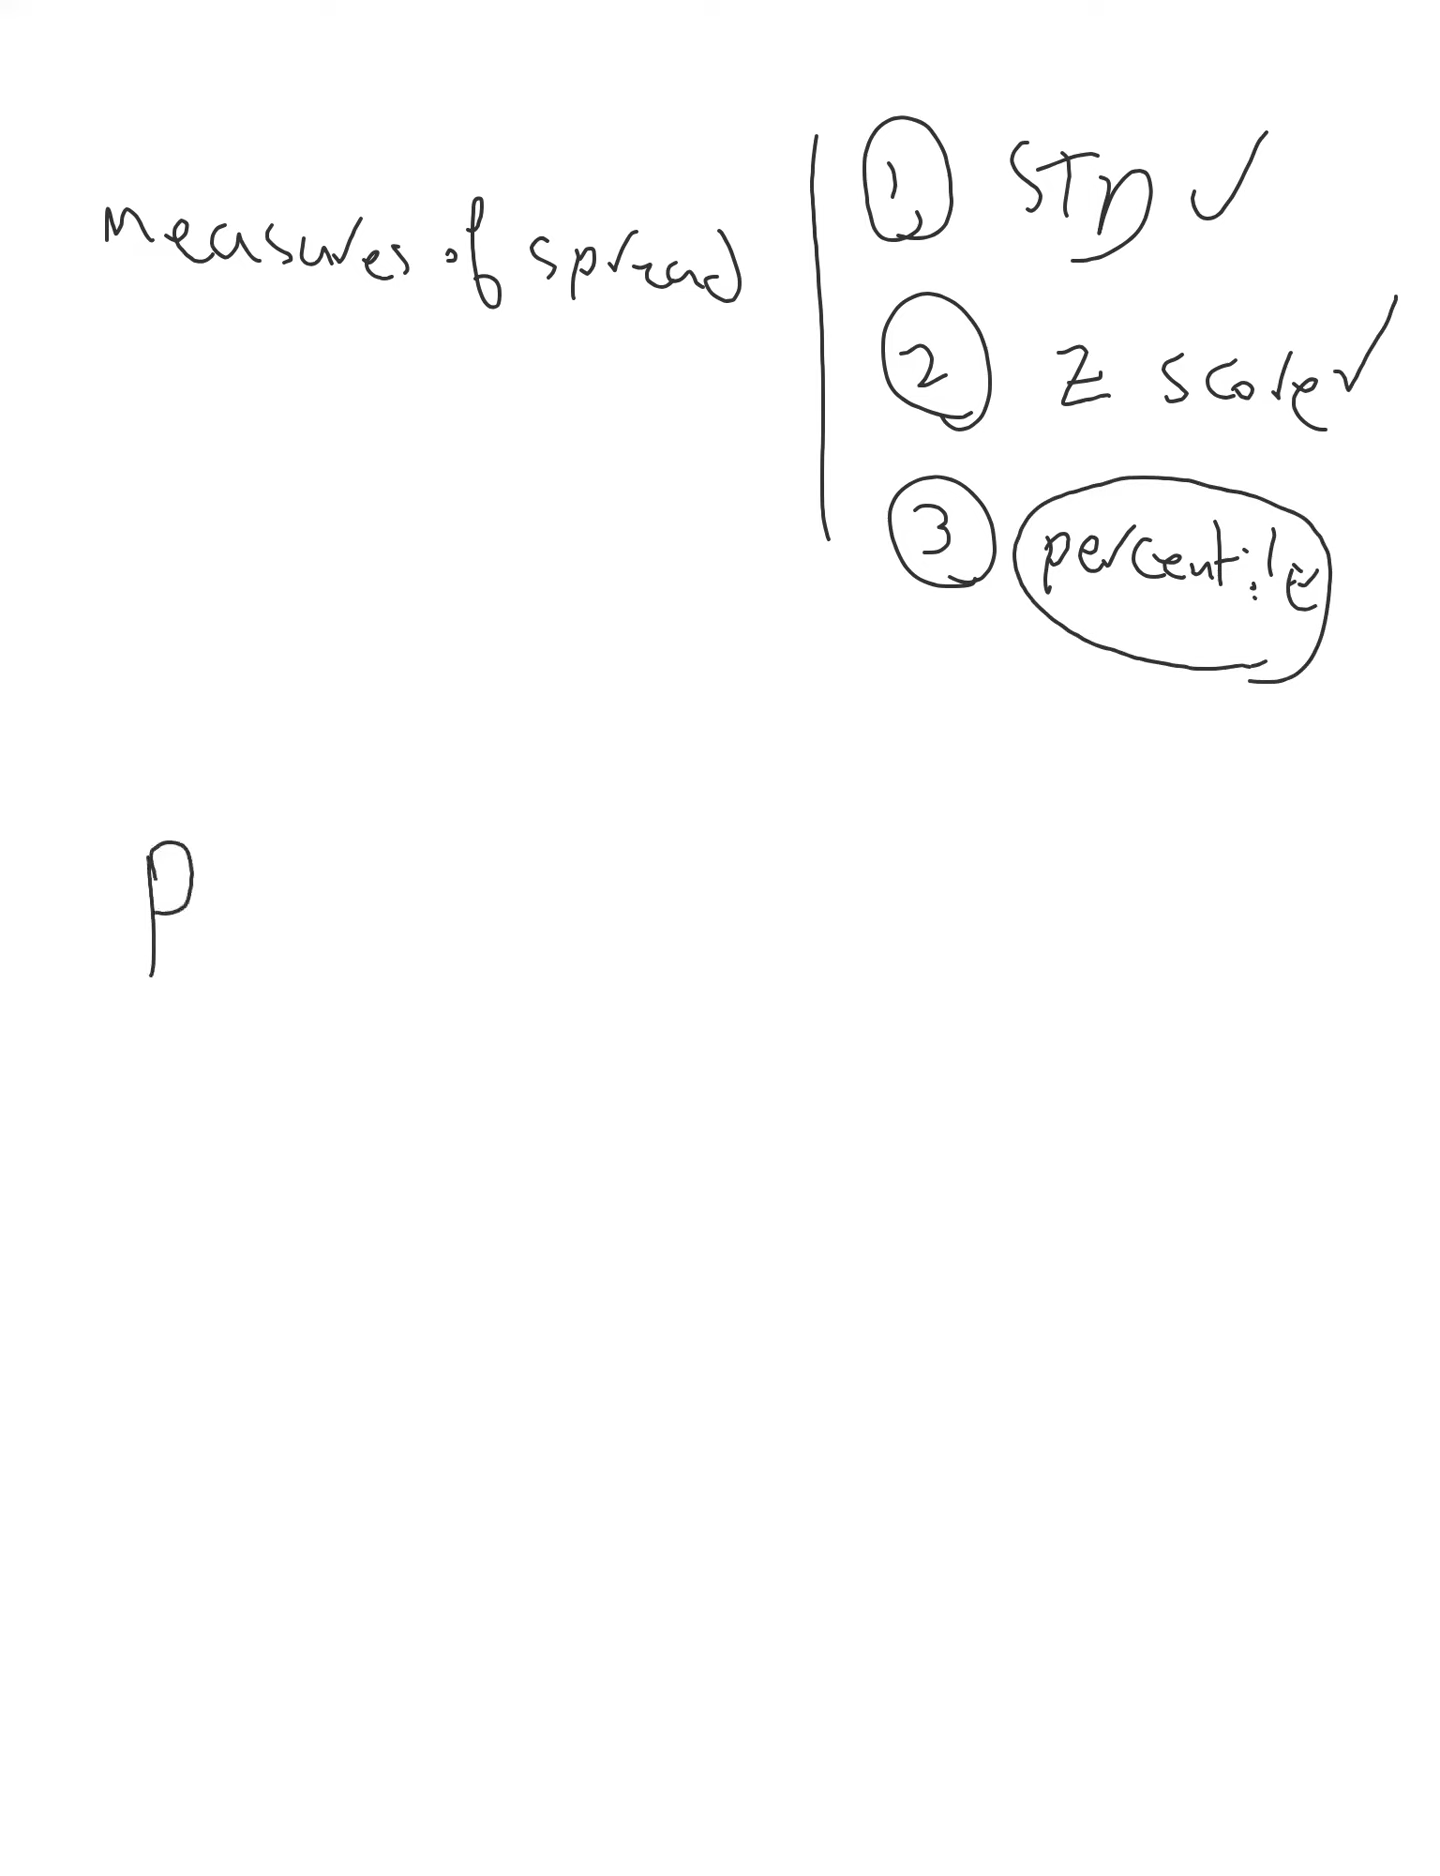 measures of spread
1 STD ✓
2 Z score ✓
3 percentile
P